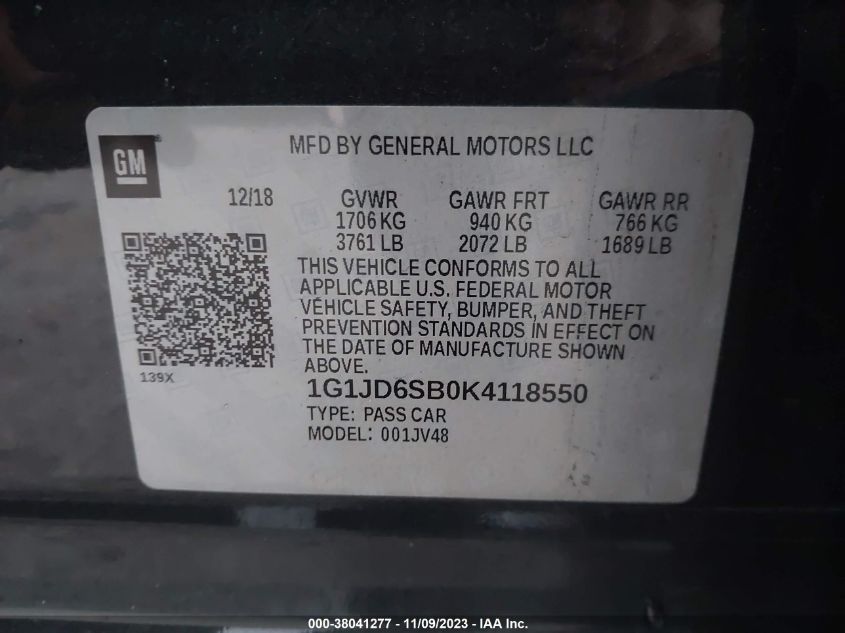 GM
MFD BY GENERAL MOTORS LLC
12/18 GVWR GAWR FRT GAWR RR
1706 KG 940 KG 766 KG
3761 LB 2072 LB 1689 LB
THIS VEHICLE CONFORMS TO ALL
APPLICABLE U.S. FEDERAL MOTOR
VEHICLE SAFETY, BUMPER, AND THEFT
PREVENTION STANDARDS IN EFFECT ON
THE DATE OF MANUFACTURE SHOWN
ABOVE.
139X
1G1JD6SB0K4118550
TYPE: PASS CAR
MODEL: 001JV48
000-38041277 - 11/09/2023 - IAA Inc.